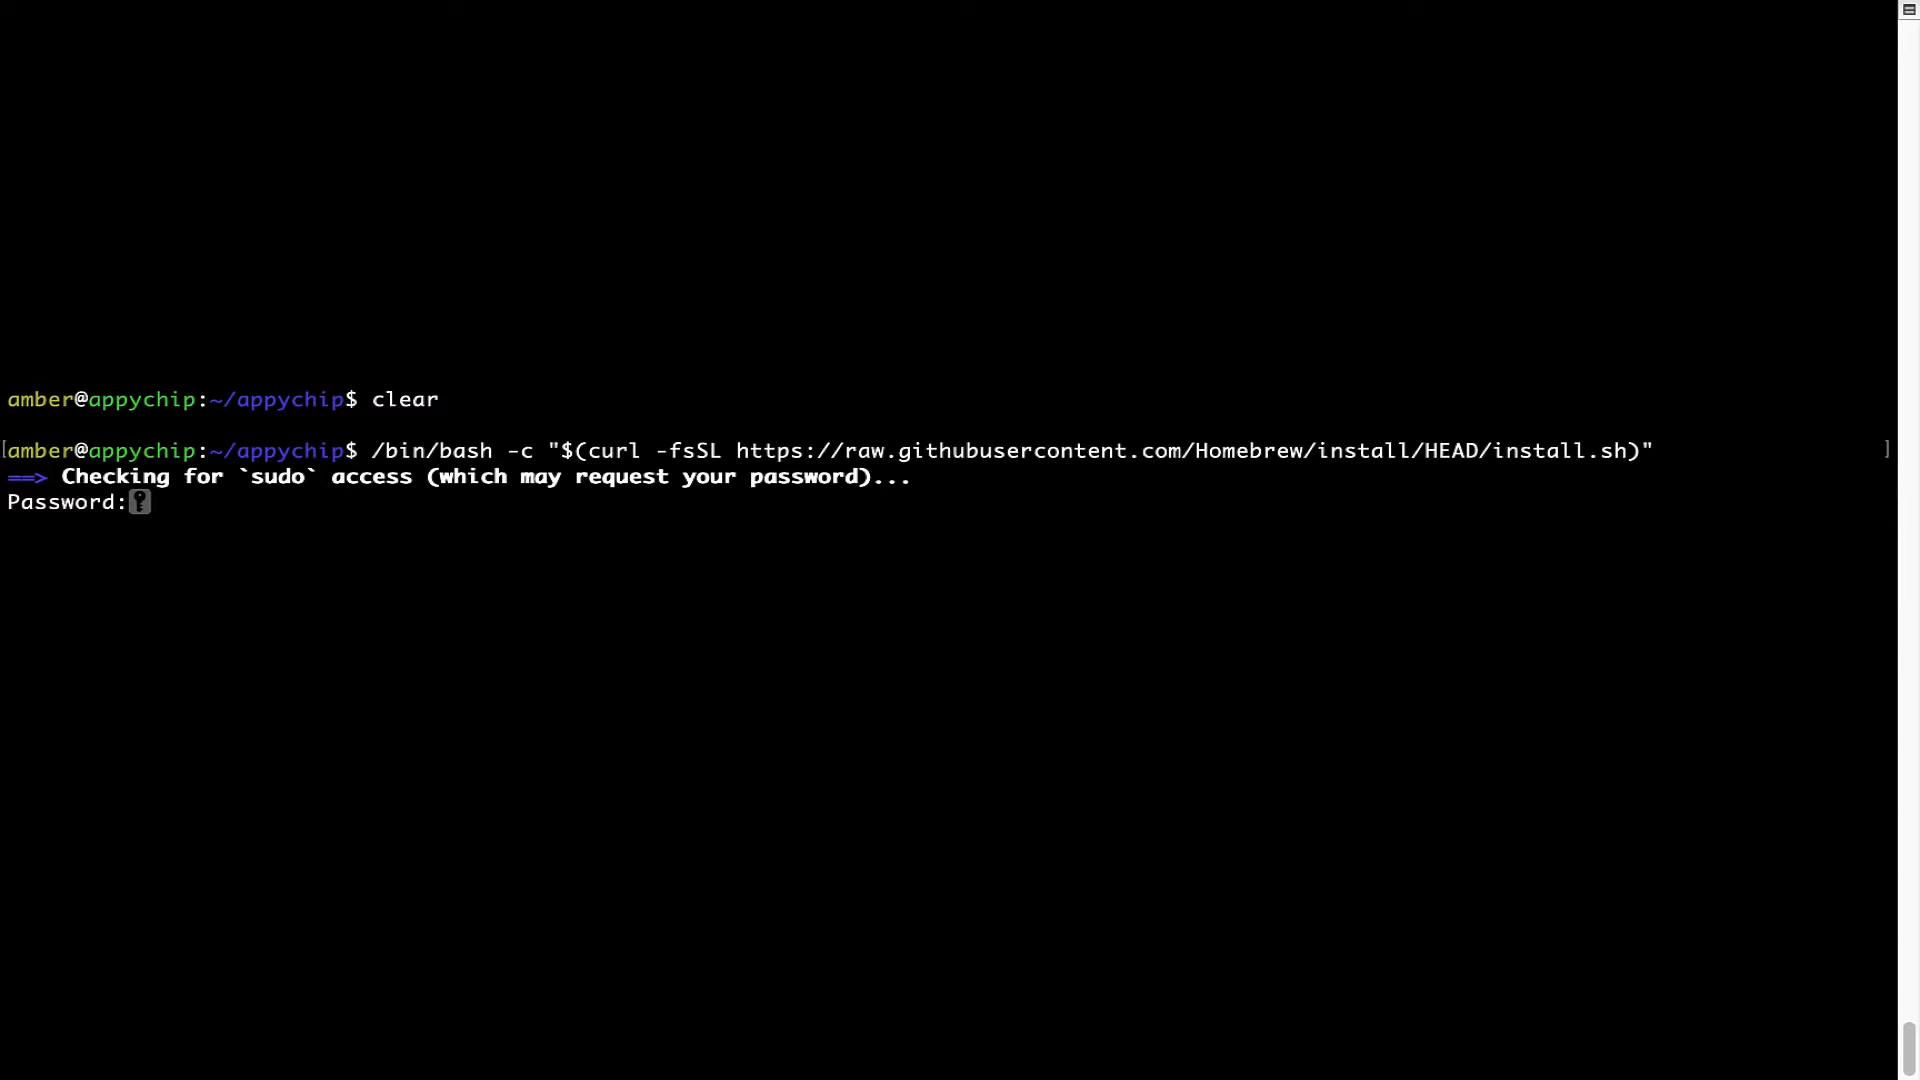 amber@appychip:~/appychip$ clear
[amber@appychip:~/appychip$ /bin/bash -c "$(curl -fsSL https://raw.githubusercontent.com/Homebrew/install/HEAD/install.sh)" ]
==> Checking for `sudo` access (which may request your password)...
Password: